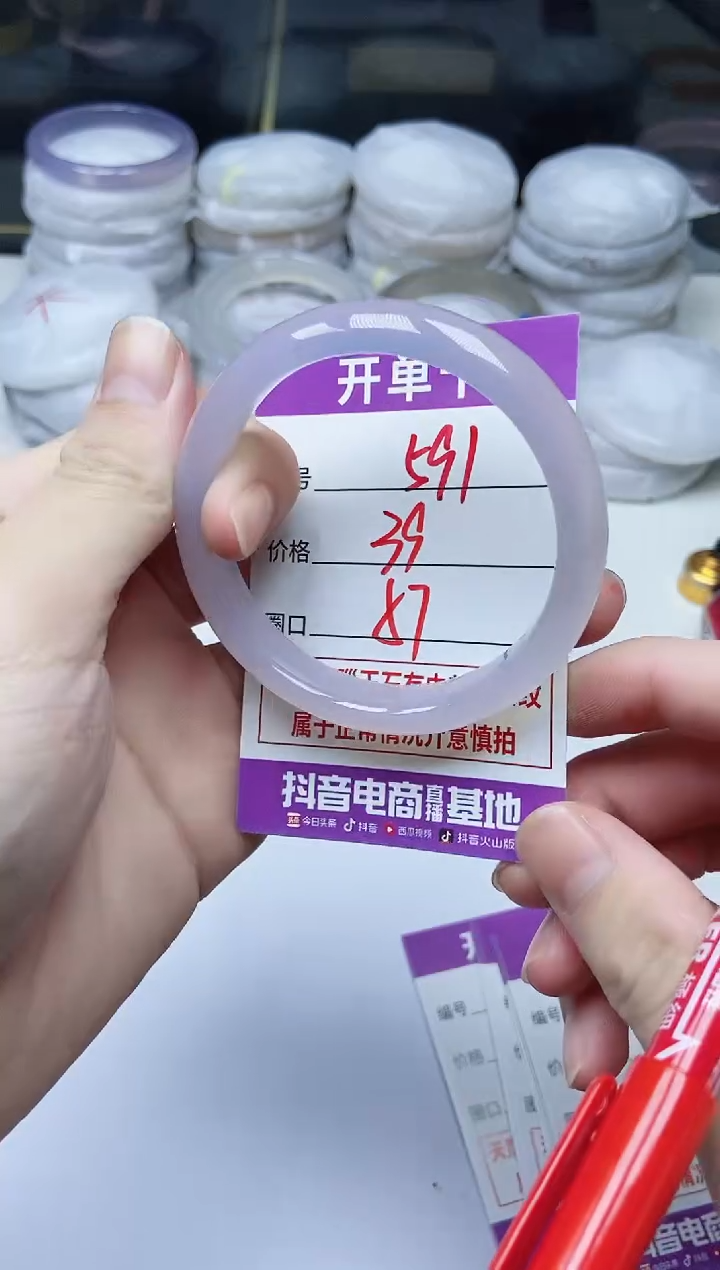 开单
号 591
价格 39
圈口 87
属于正常情况介意慎拍
抖音电商直播基地
今日头条 抖音 西瓜视频 抖音火山版
编号
编号
价格
圈口
音电商